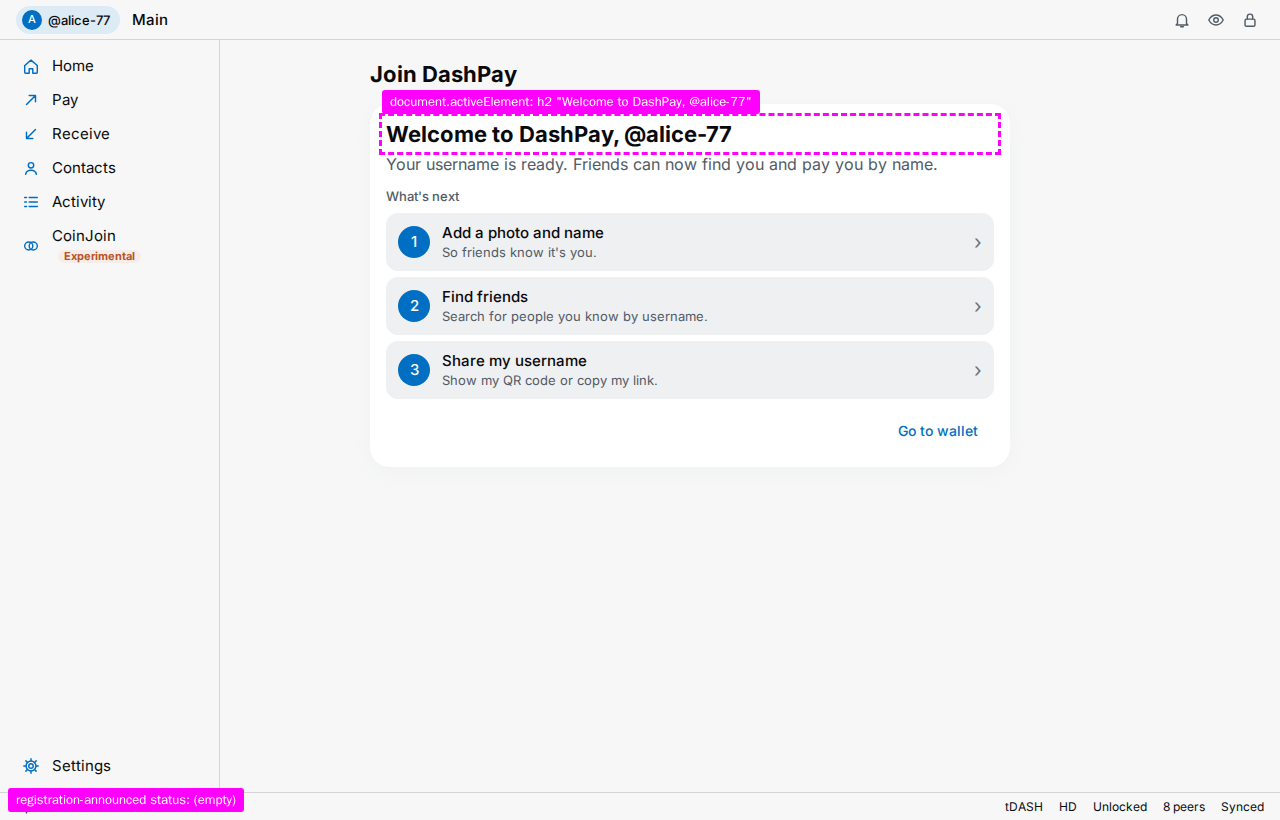 A @alice-77 Main
Home
Pay
Receive
Contacts
Activity
CoinJoin
Experimental
Settings
Join DashPay
document.activeElement: h2 "Welcome to DashPay, @alice-77"
Welcome to DashPay, @alice-77
Your username is ready. Friends can now find you and pay you by name.
What's next
1 Add a photo and name
So friends know it's you.
2 Find friends
Search for people you know by username.
3 Share my username
Show my QR code or copy my link.
Go to wallet
registration-announced status: (empty)
tDASH HD Unlocked 8 peers Synced